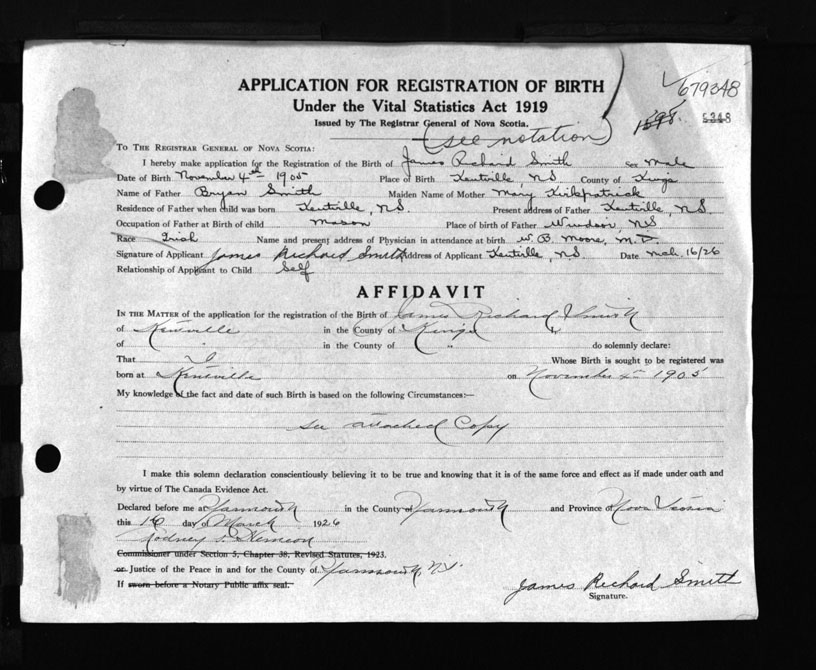 APPLICATION FOR REGISTRATION OF BIRTH
679348
Under the Vital Statistics Act 1919
Issued by The Registrar General of Nova Scotia.
5348
(see notation)
TO THE REGISTRAR GENERAL OF NOVA SCOTIA:
I hereby make application for the Registration of the Birth of James Richard Smith Sex Male
Date of Birth November 4th 1905 Place of Birth Kentville, N.S County of Kings
Name of Father Bryan Smith Maiden Name of Mother Mary Kirkpatrick
Residence of Father when child was born Kentville, N.S. Present address of Father Kentville, N.S.
Occupation of Father at Birth of child Mason Place of birth of Father Windsor, N.S
Race Irish Name and present address of Physician in attendance at birth W. B. Moore, M.D.
Signature of Applicant James Richard Smith Address of Applicant Kentville, N.S. Date Mch. 16/26
Relationship of Applicant to Child Self
AFFIDAVIT
IN THE MATTER of the application for the registration of the Birth of James Richard Smith
of Kentville in the County of Kings
of " in the County of " do solemnly declare:
That I Whose Birth is sought to be registered was
born at Kentville on November 4th 1905
My knowledge of the fact and date of such Birth is based on the following Circumstances:—
See attached Copy
I make this solemn declaration conscientiously believing it to be true and knowing that it is of the same force and effect as if made under oath and
by virtue of The Canada Evidence Act.
Declared before me at Yarmouth in the County of Yarmouth and Province of Nova Scotia
this 16 day of March 1926
Rodney S.
Commissioner under Section 5, Chapter 38, Revised Statutes, 1923.
or Justice of the Peace in and for the County of Yarmouth, N.S.
If sworn before a Notary Public affix seal.
James Richard Smith
Signature.